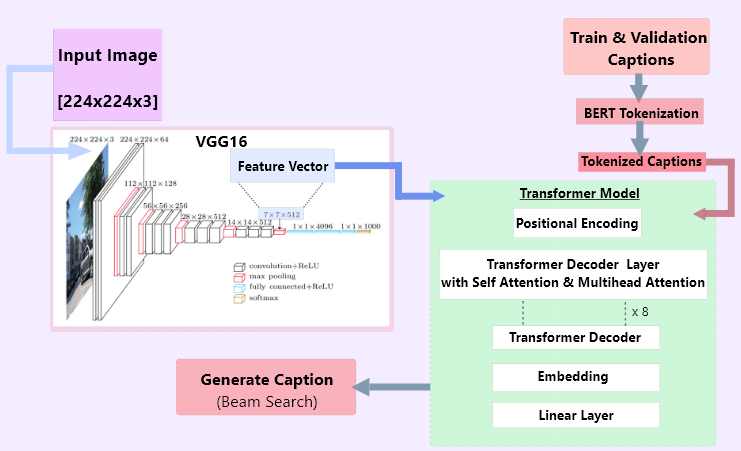 Input Image
[224x224x3]
Train & Validation
Captions
BERT Tokenization
Tokenized Captions
VGG16
224 × 224 × 3
224 × 224 × 64
112 × 112 × 128
56 × 56 × 256
28 × 28 × 512
14 × 14 × 512
Feature Vector
7 × 7 × 512
1 × 1 × 4096
1 × 1 × 1000
convolution+ReLU
max pooling
fully connected+ReLU
softmax
Transformer Model
Positional Encoding
Transformer Decoder Layer
with Self Attention & Multihead Attention
x 8
Transformer Decoder
Embedding
Linear Layer
Generate Caption
(Beam Search)